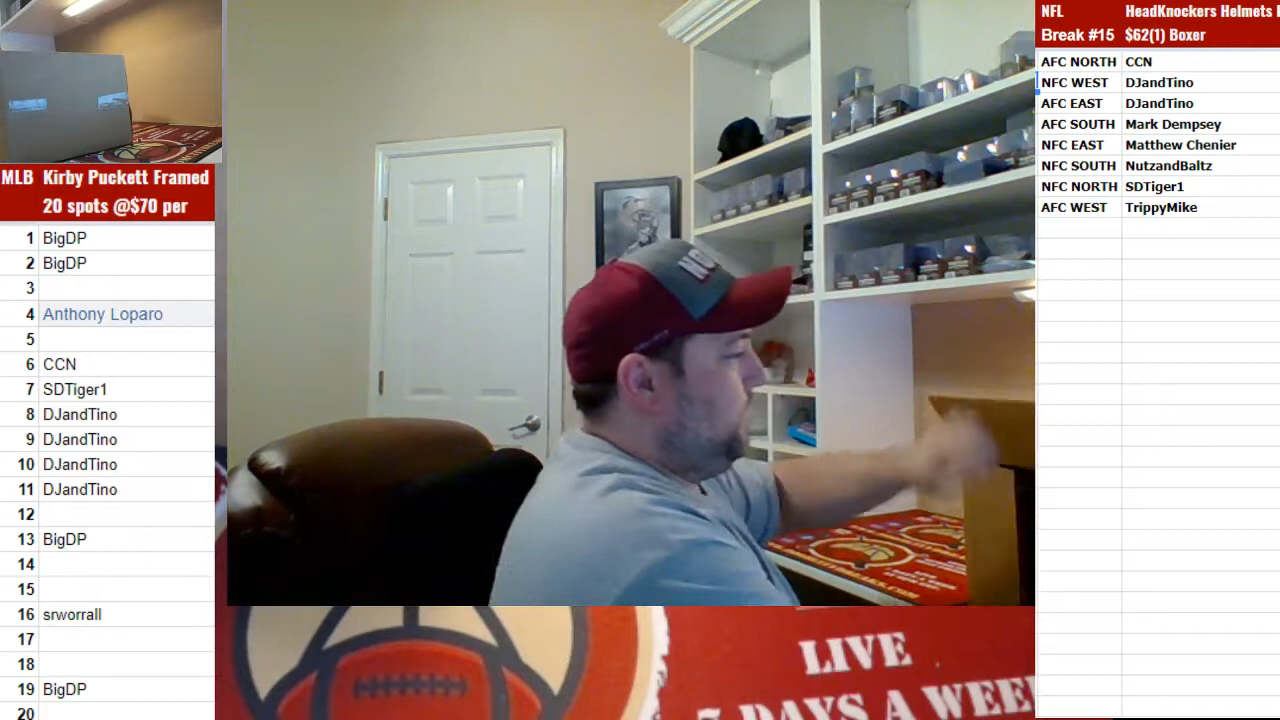 MLB Kirby Puckett Framed
20 spots @$70 per
1 BigDP
2 BigDP
3
4 Anthony Loparo
5
6 CCN
7 SDTiger1
8 DJandTino
9 DJandTino
10 DJandTino
11 DJandTino
12
13 BigDP
14
15
16 srworrall
17
18
19 BigDP
20
NFL HeadKnockers Helmets
Break #15 $62(1) Boxer
AFC NORTH CCN
NFC WEST DJandTino
AFC EAST DJandTino
AFC SOUTH Mark Dempsey
NFC EAST Matthew Chenier
NFC SOUTH NutzandBaltz
NFC NORTH SDTiger1
AFC WEST TrippyMike
LIVE
7 DAYS A WEE